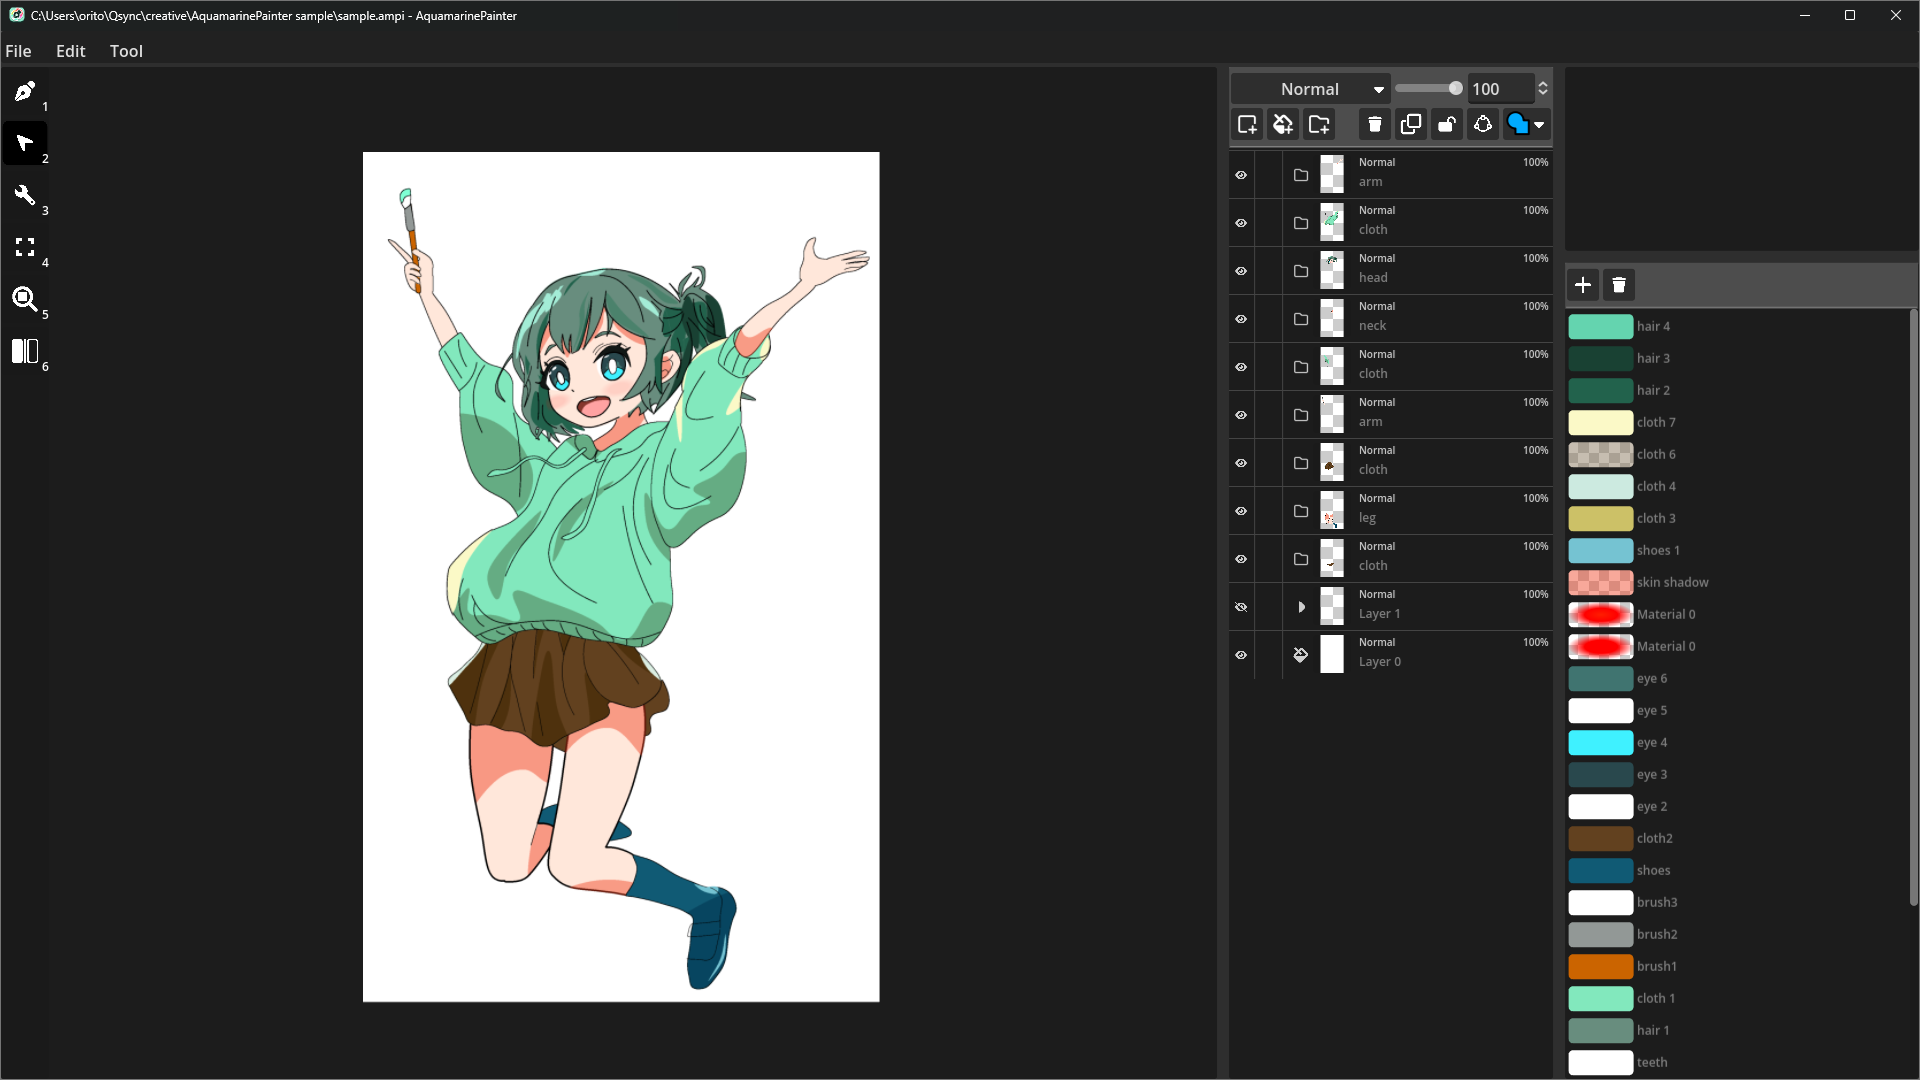 C:\Users\orito\Qsync\creative\AquamarinePainter sample\sample.ampi - AquamarinePainter
File Edit Tool
1
2
3
4
5
6
Normal 100
Normal 100%
arm
Normal 100%
cloth
Normal 100%
head
Normal 100%
neck
Normal 100%
cloth
Normal 100%
arm
Normal 100%
cloth
Normal 100%
leg
Normal 100%
cloth
Normal 100%
Layer 1
Normal 100%
Layer 0
hair 4
hair 3
hair 2
cloth 7
cloth 6
cloth 4
cloth 3
shoes 1
skin shadow
Material 0
Material 0
eye 6
eye 5
eye 4
eye 3
eye 2
cloth2
shoes
brush3
brush2
brush1
cloth 1
hair 1
teeth